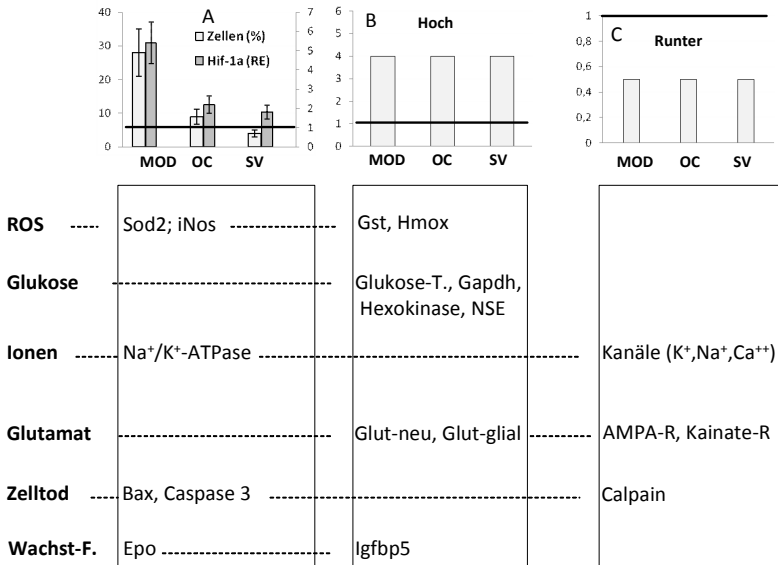 A
40
30
20
10
0
Zellen (%)
Hif-1a (RE)
7
6
5
4
3
2
1
0
MOD OC SV
B
Hoch
6
5
4
3
2
1
0
MOD OC SV
C
Runter
1
0,8
0,6
0,4
0,2
0
MOD OC SV
ROS Sod2; iNos Gst, Hmox
Glukose Glukose-T., Gapdh,
Hexokinase, NSE
Ionen Na⁺/K⁺-ATPase Kanäle (K⁺,Na⁺,Ca⁺⁺)
Glutamat Glut-neu, Glut-glial AMPA-R, Kainate-R
Zelltod Bax, Caspase 3 Calpain
Wachst-F. Epo Igfbp5